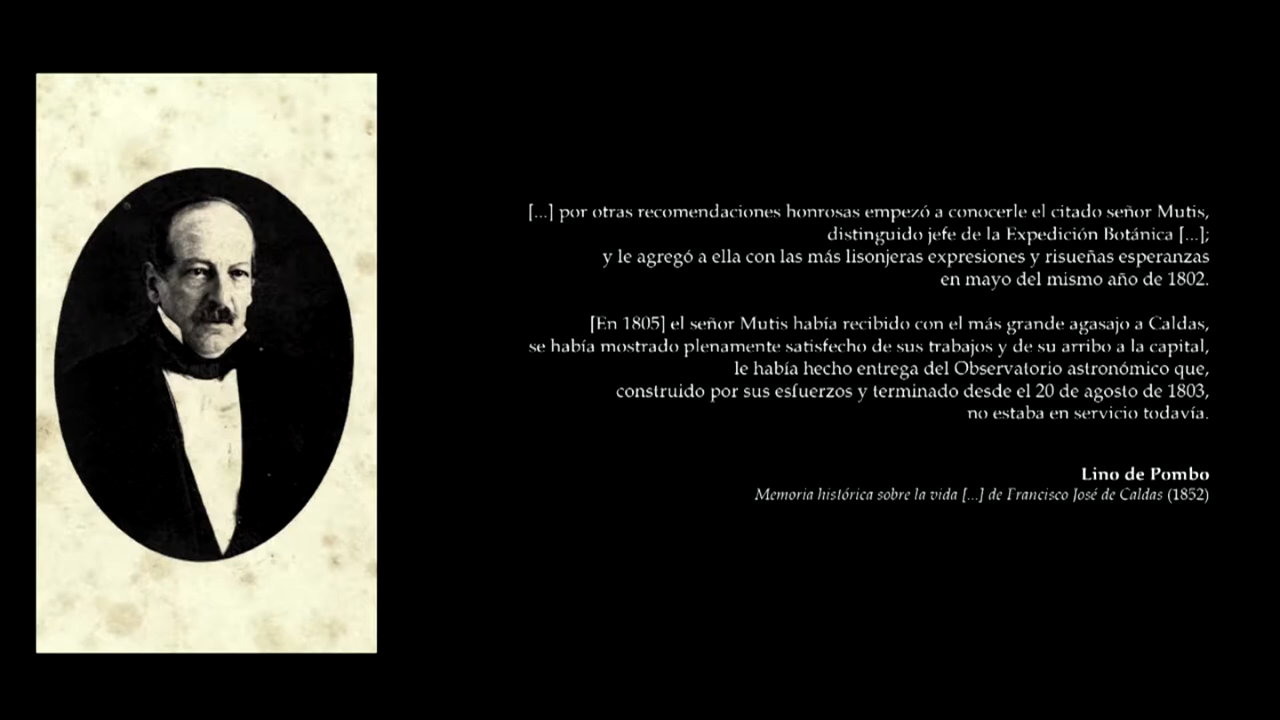 [...] por otras recomendaciones honrosas empezó a conocerle el citado señor Mutis,
distinguido jefe de la Expedición Botánica [...];
y le agregó a ella con las más lisonjeras expresiones y risueñas esperanzas
en mayo del mismo año de 1802.
[En 1805] el señor Mutis había recibido con el más grande agasajo a Caldas,
se había mostrado plenamente satisfecho de sus trabajos y de su arribo a la capital,
le había hecho entrega del Observatorio astronómico que,
construido por sus esfuerzos y terminado desde el 20 de agosto de 1803,
no estaba en servicio todavía.
Lino de Pombo
Memoria histórica sobre la vida [...] de Francisco José de Caldas (1852)